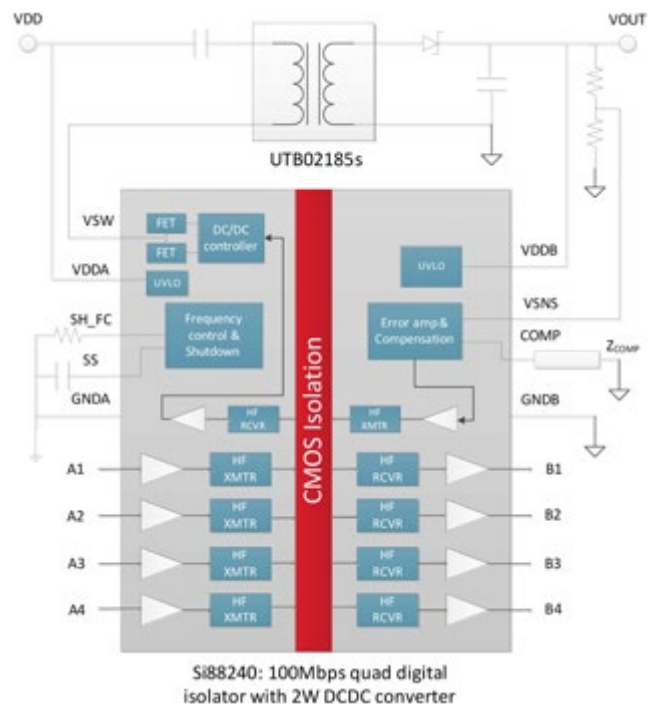 VDD
VOUT
UTB02185s
VSW
FET
DC/DC
controller
FET
VDDA
UVLO
UVLO
VDDB
VSNS
SH_FC
Frequency
control &
Shutdown
Error amp &
Compensation
COMP
ZCOMP
SS
GNDA
GNDB
HF
RCVR
HF
XMTR
CMOS Isolation
A1
HF
XMTR
HF
RCVR
B1
A2
HF
XMTR
HF
RCVR
B2
A3
HF
XMTR
HF
RCVR
B3
A4
HF
XMTR
HF
RCVR
B4
Si88240: 100Mbps quad digital
isolator with 2W DCDC converter